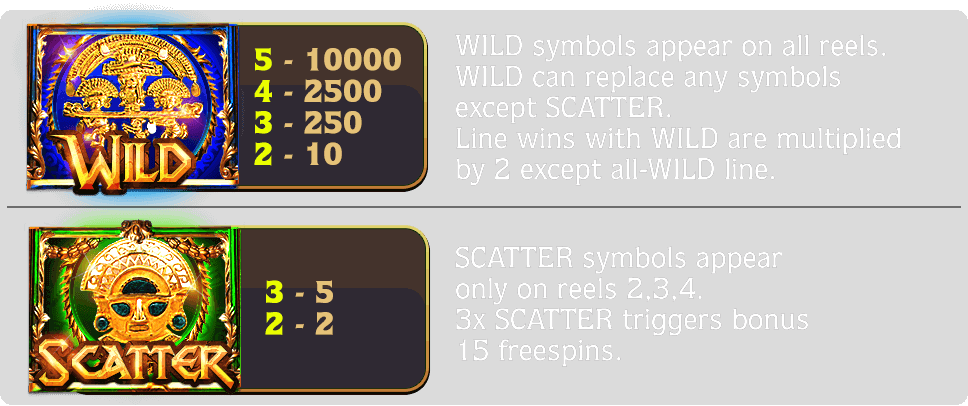 WILD
5 - 10000
4 - 2500
3 - 250
2 - 10
WILD symbols appear on all reels.
WILD can replace any symbols
except SCATTER.
Line wins with WILD are multiplied
by 2 except all-WILD line.
SCATTER
3 - 5
2 - 2
SCATTER symbols appear
only on reels 2,3,4.
3x SCATTER triggers bonus
15 freespins.